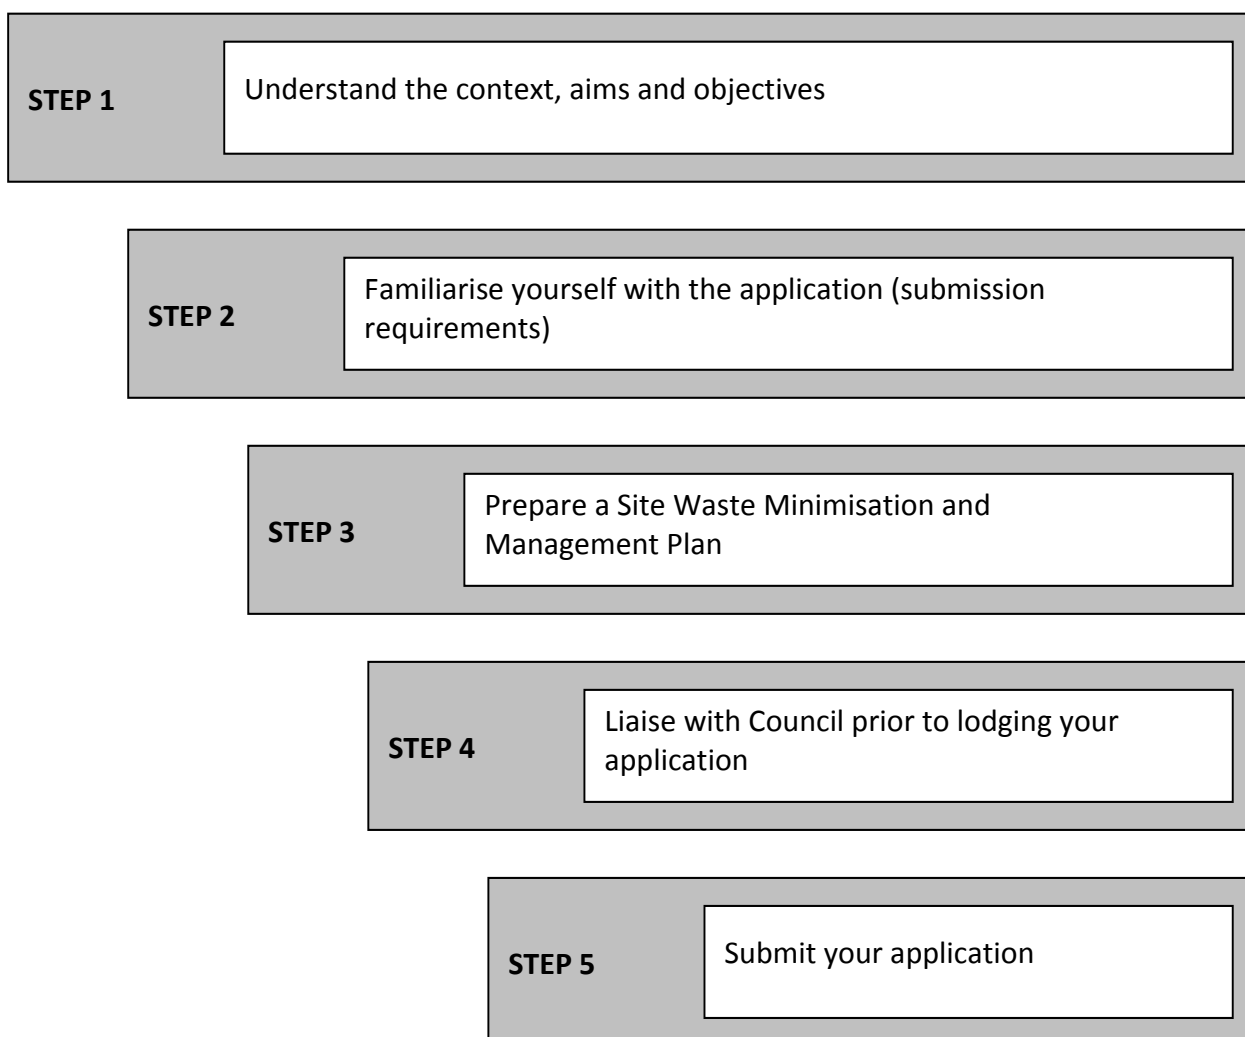 STEP 1
Understand the context, aims and objectives
STEP 2
Familiarise yourself with the application (submission
requirements)
STEP 3
Prepare a Site Waste Minimisation and
Management Plan
STEP 4
Liaise with Council prior to lodging your
application
STEP 5
Submit your application